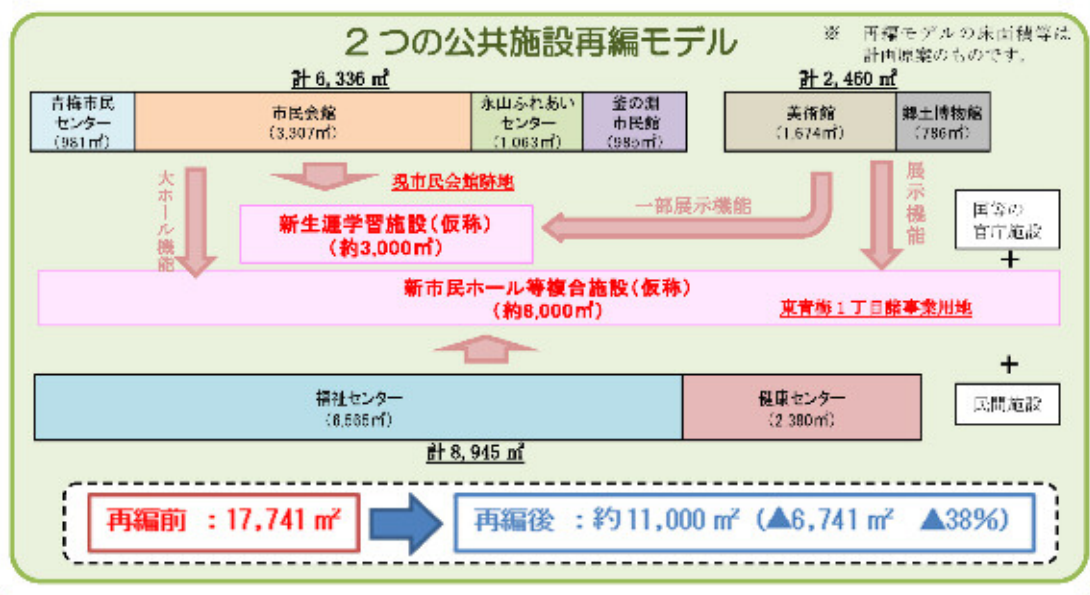 2つの公共施設再編モデル
※ 再編モデルの床面積等は
計画原案のものです。
計 6,336 ㎡
計 2,460 ㎡
青梅市民
センター
(981㎡)
市民会館
(3,307㎡)
永山ふれあい
センター
(1,063㎡)
釜の淵
市民館
(985㎡)
美術館
(1,674㎡)
郷土博物館
(786㎡)
大ホール機能
現市民会館跡地
一部展示機能
展示機能
新生涯学習施設(仮称)
(約3,000㎡)
国等の
官庁施設
+
新市民ホール等複合施設(仮称)
(約8,000㎡)
東青梅1丁目諸事業用地
+
民間施設
福祉センター
(6,565㎡)
健康センター
(2,380㎡)
計 8,945 ㎡
再編前 : 17,741 ㎡
再編後 : 約 11,000 ㎡ (▲6,741 ㎡ ▲38%)